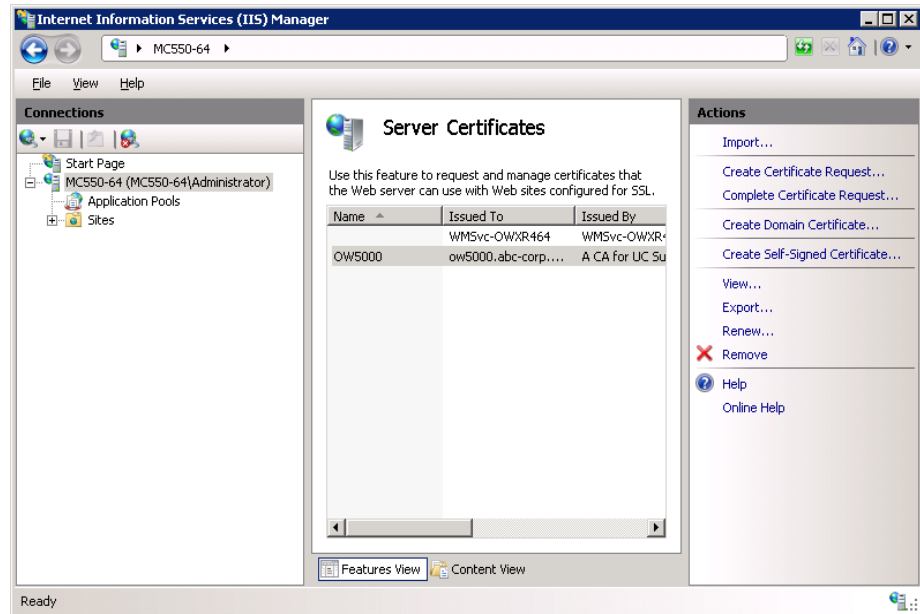 Internet Information Services (IIS) Manager
MC550-64
File View Help
Connections
Start Page
MC550-64 (MC550-64\Administrator)
Application Pools
Sites
Server Certificates
Use this feature to request and manage certificates that
the Web server can use with Web sites configured for SSL.
Name Issued To Issued By
WMSvc-OWXR464 WMSvc-OWXR
OW5000 ow5000.abc-corp.... A CA for UC Su
Features View Content View
Actions
Import...
Create Certificate Request...
Complete Certificate Request...
Create Domain Certificate...
Create Self-Signed Certificate...
View...
Export...
Renew...
Remove
Help
Online Help
Ready